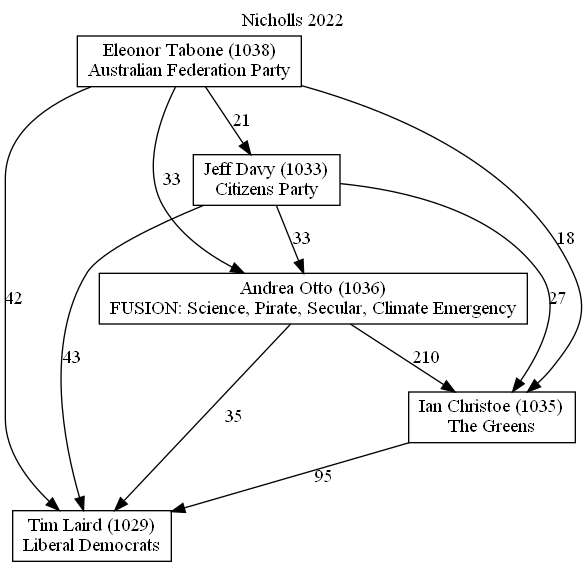 Nicholls 2022
Eleonor Tabone (1038)
Australian Federation Party
21
Jeff Davy (1033)
Citizens Party
33
33
18
Andrea Otto (1036)
FUSION: Science, Pirate, Secular, Climate Emergency
42
27
43
210
Ian Christoe (1035)
The Greens
35
95
Tim Laird (1029)
Liberal Democrats